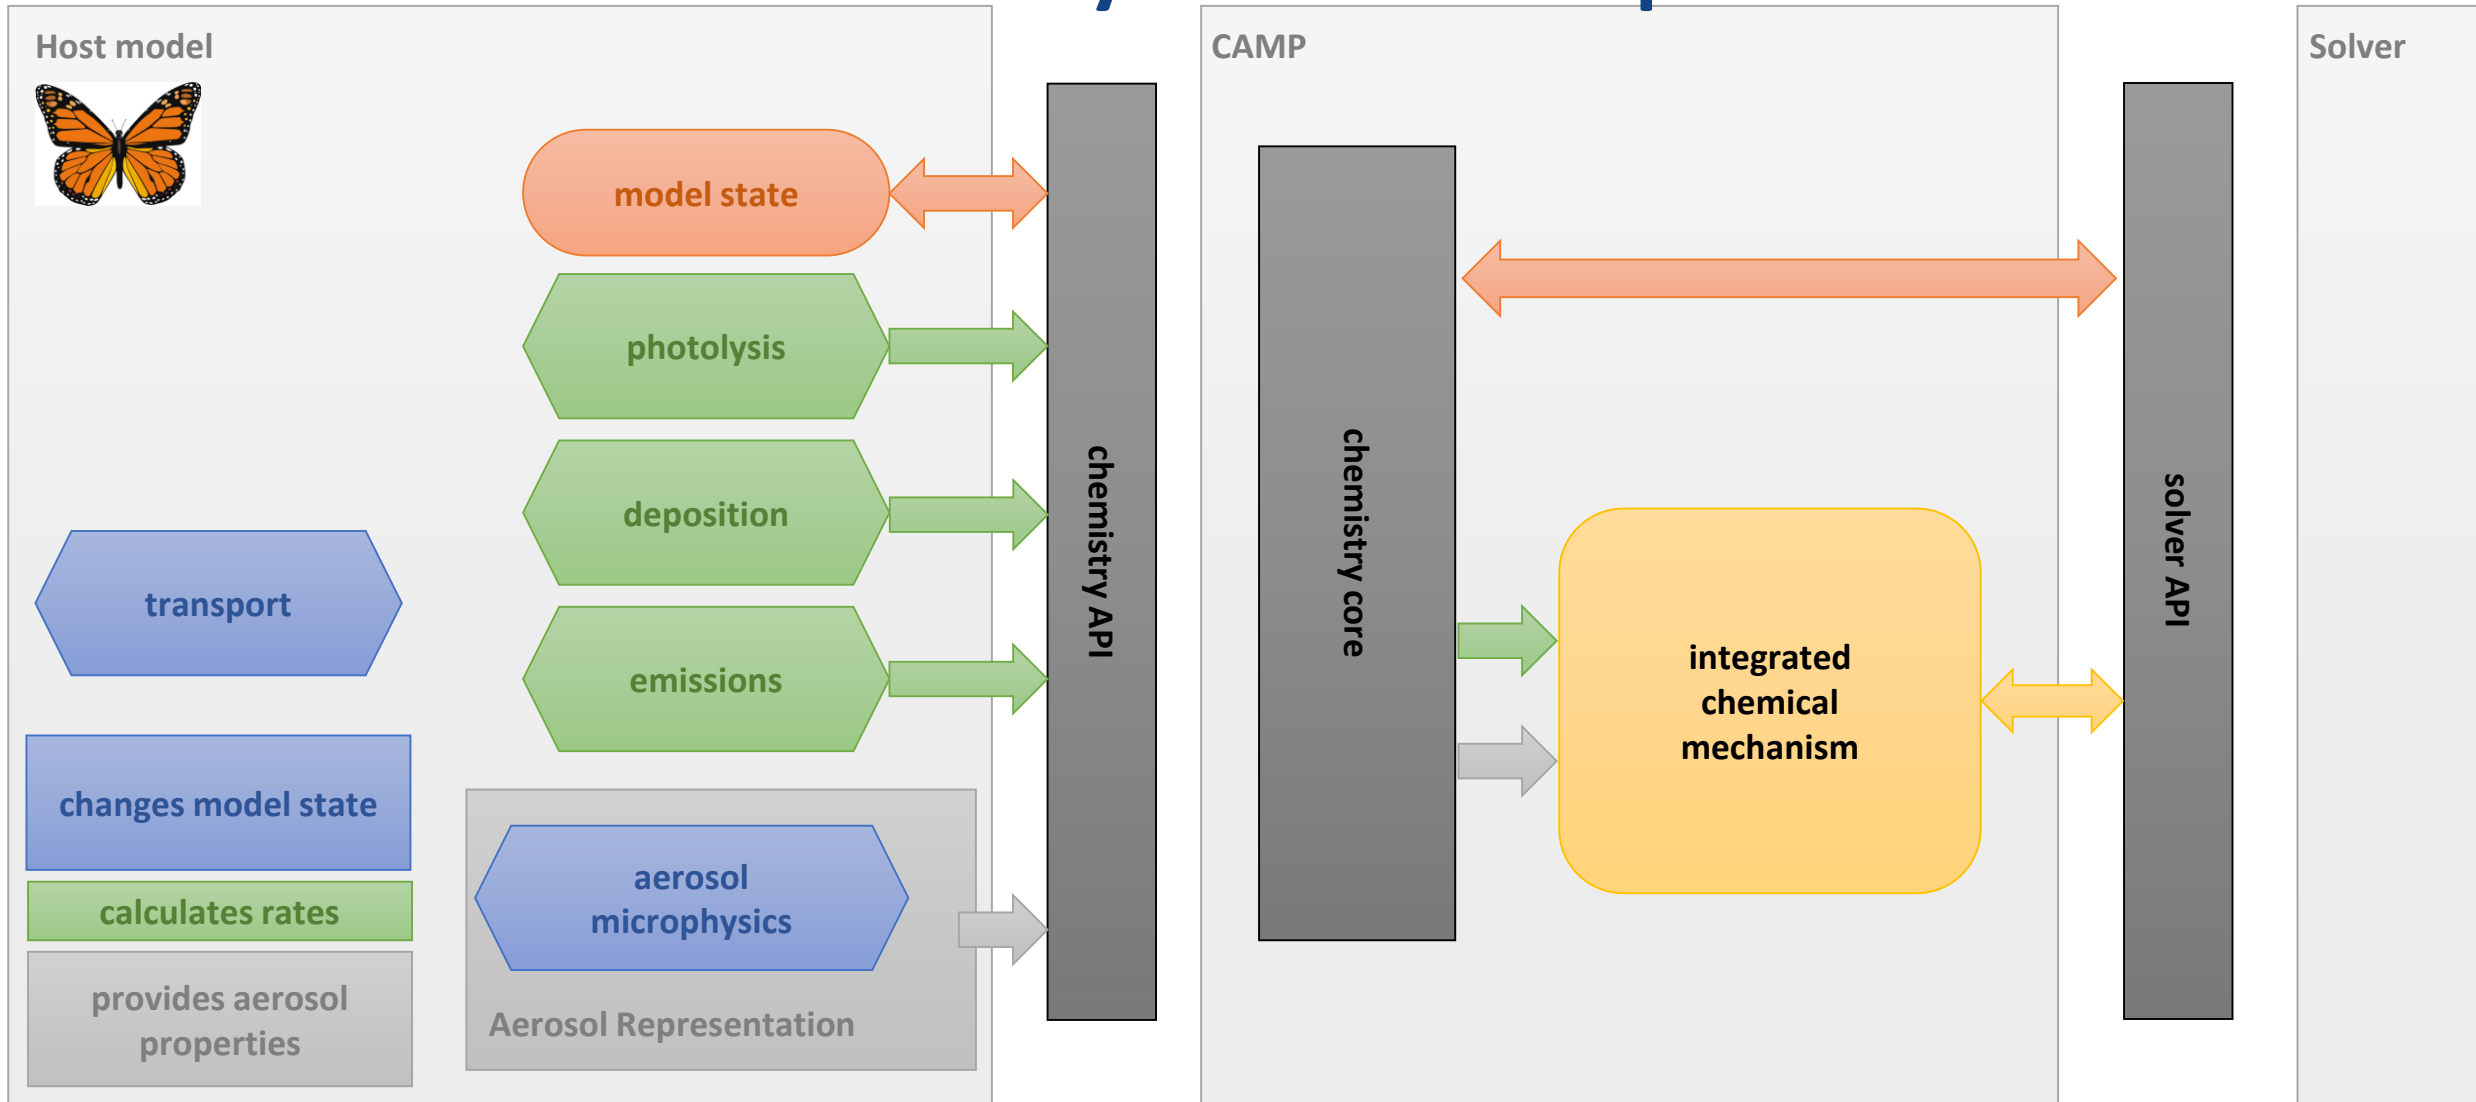 Host model
model state
photolysis
deposition
emissions
transport
changes model state
calculates rates
provides aerosol
properties
aerosol
microphysics
Aerosol Representation
chemistry API
CAMP
chemistry core
integrated
chemical
mechanism
solver API
Solver